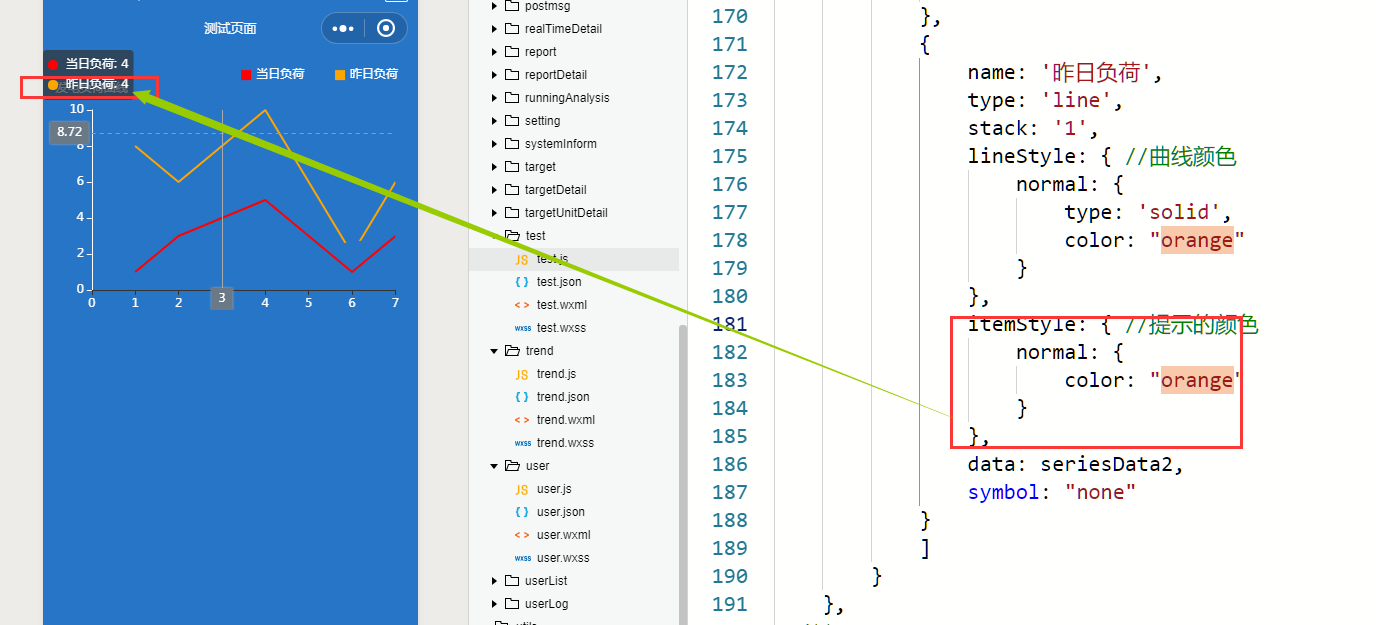 测试页面
当日负荷: 4
昨日负荷: 4
当日负荷
昨日负荷
10
8.72
8
6
4
2
0
0 1 2 3 4 5 6 7
postmsg
realTimeDetail
report
reportDetail
runningAnalysis
setting
systemInform
target
targetDetail
targetUnitDetail
test
JS test.js
{ } test.json
< > test.wxml
wxss test.wxss
trend
JS trend.js
{ } trend.json
< > trend.wxml
wxss trend.wxss
user
JS user.js
{ } user.json
< > user.wxml
wxss user.wxss
userList
userLog
170 },
171 {
172 name: '昨日负荷',
173 type: 'line',
174 stack: '1',
175 lineStyle: { //曲线颜色
176 normal: {
177 type: 'solid',
178 color: "orange"
179 }
180 },
181 itemStyle: { //提示的颜色
182 normal: {
183 color: "orange"
184 }
185 },
186 data: seriesData2,
187 symbol: "none"
188 }
189 ]
190 }
191 },